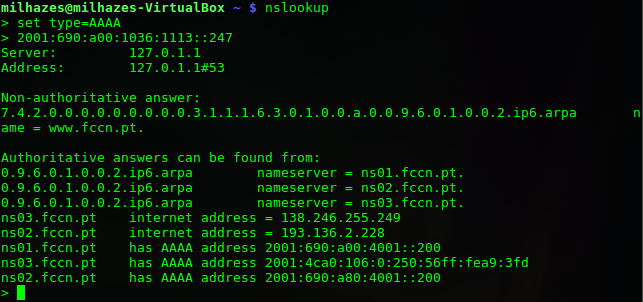 milhazes@milhazes-VirtualBox ~ $ nslookup
> set type=AAAA
> 2001:690:a00:1036:1113::247
Server:         127.0.1.1
Address:        127.0.1.1#53

Non-authoritative answer:
7.4.2.0.0.0.0.0.0.0.0.0.3.1.1.1.6.3.0.1.0.0.a.0.0.9.6.0.1.0.0.2.ip6.arpa       n
ame = www.fccn.pt.

Authoritative answers can be found from:
0.9.6.0.1.0.0.2.ip6.arpa        nameserver = ns01.fccn.pt.
0.9.6.0.1.0.0.2.ip6.arpa        nameserver = ns02.fccn.pt.
0.9.6.0.1.0.0.2.ip6.arpa        nameserver = ns03.fccn.pt.
ns03.fccn.pt    internet address = 138.246.255.249
ns02.fccn.pt    internet address = 193.136.2.228
ns01.fccn.pt    has AAAA address 2001:690:a00:4001::200
ns03.fccn.pt    has AAAA address 2001:4ca0:106:0:250:56ff:fea9:3fd
ns02.fccn.pt    has AAAA address 2001:690:a80:4001::200
>